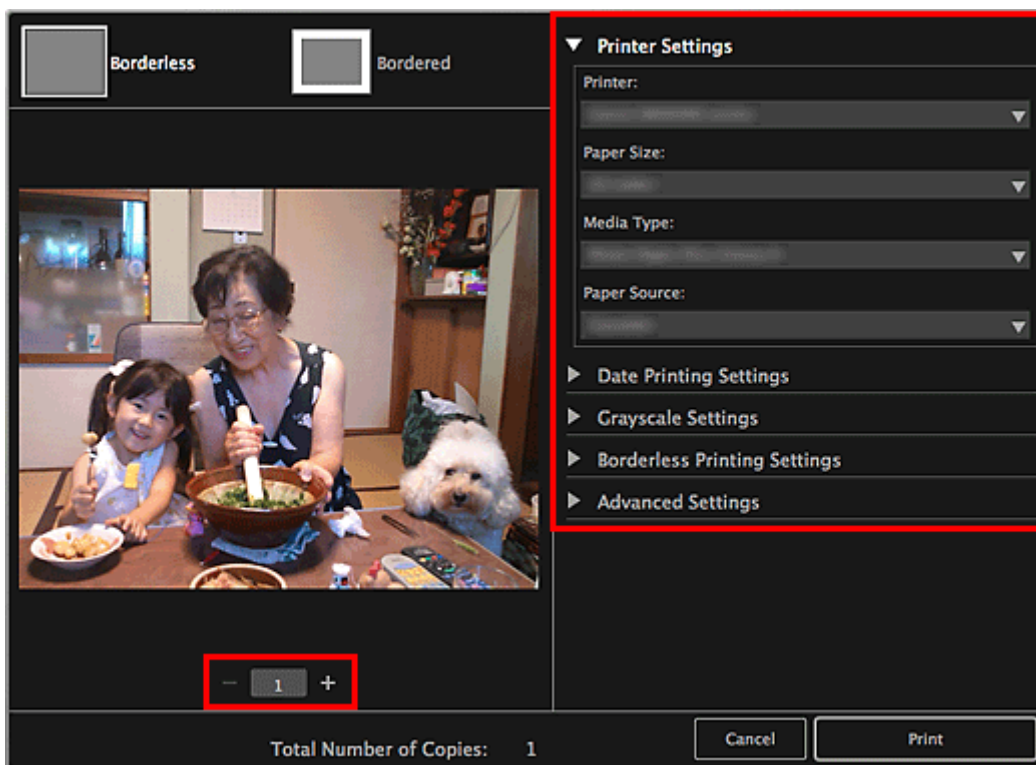 Borderless
Bordered
Printer Settings
Printer:
Paper Size:
Media Type:
Paper Source:
Date Printing Settings
Grayscale Settings
Borderless Printing Settings
Advanced Settings
− 1 +
Total Number of Copies: 1
Cancel
Print